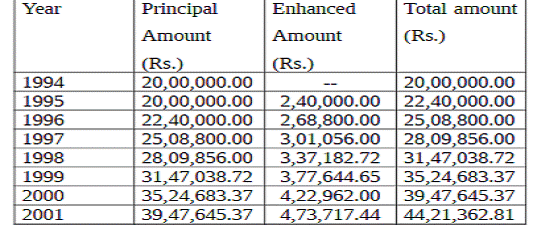 Year Principal Enhanced Total amount
Amount Amount (Rs.)
(Rs.) (Rs.)
1994 20,00,000.00 -- 20,00,000.00
1995 20,00,000.00 2,40,000.00 22,40,000.00
1996 22,40,000.00 2,68,800.00 25,08,800.00
1997 25,08,800.00 3,01,056.00 28,09,856.00
1998 28,09,856.00 3,37,182.72 31,47,038.72
1999 31,47,038.72 3,77,644.65 35,24,683.37
2000 35,24,683.37 4,22,962.00 39,47,645.37
2001 39,47,645.37 4,73,717.44 44,21,362.81